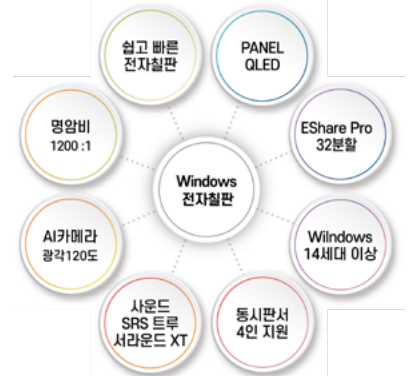 쉽고 빠른
전자칠판
PANEL
QLED
명암비
1200 :1
EShare Pro
32분할
Windows
전자칠판
AI카메라
광각120도
Wilndows
14세대 이상
사운드
SRS 트루
서라운드 XT
동시판서
4인 지원